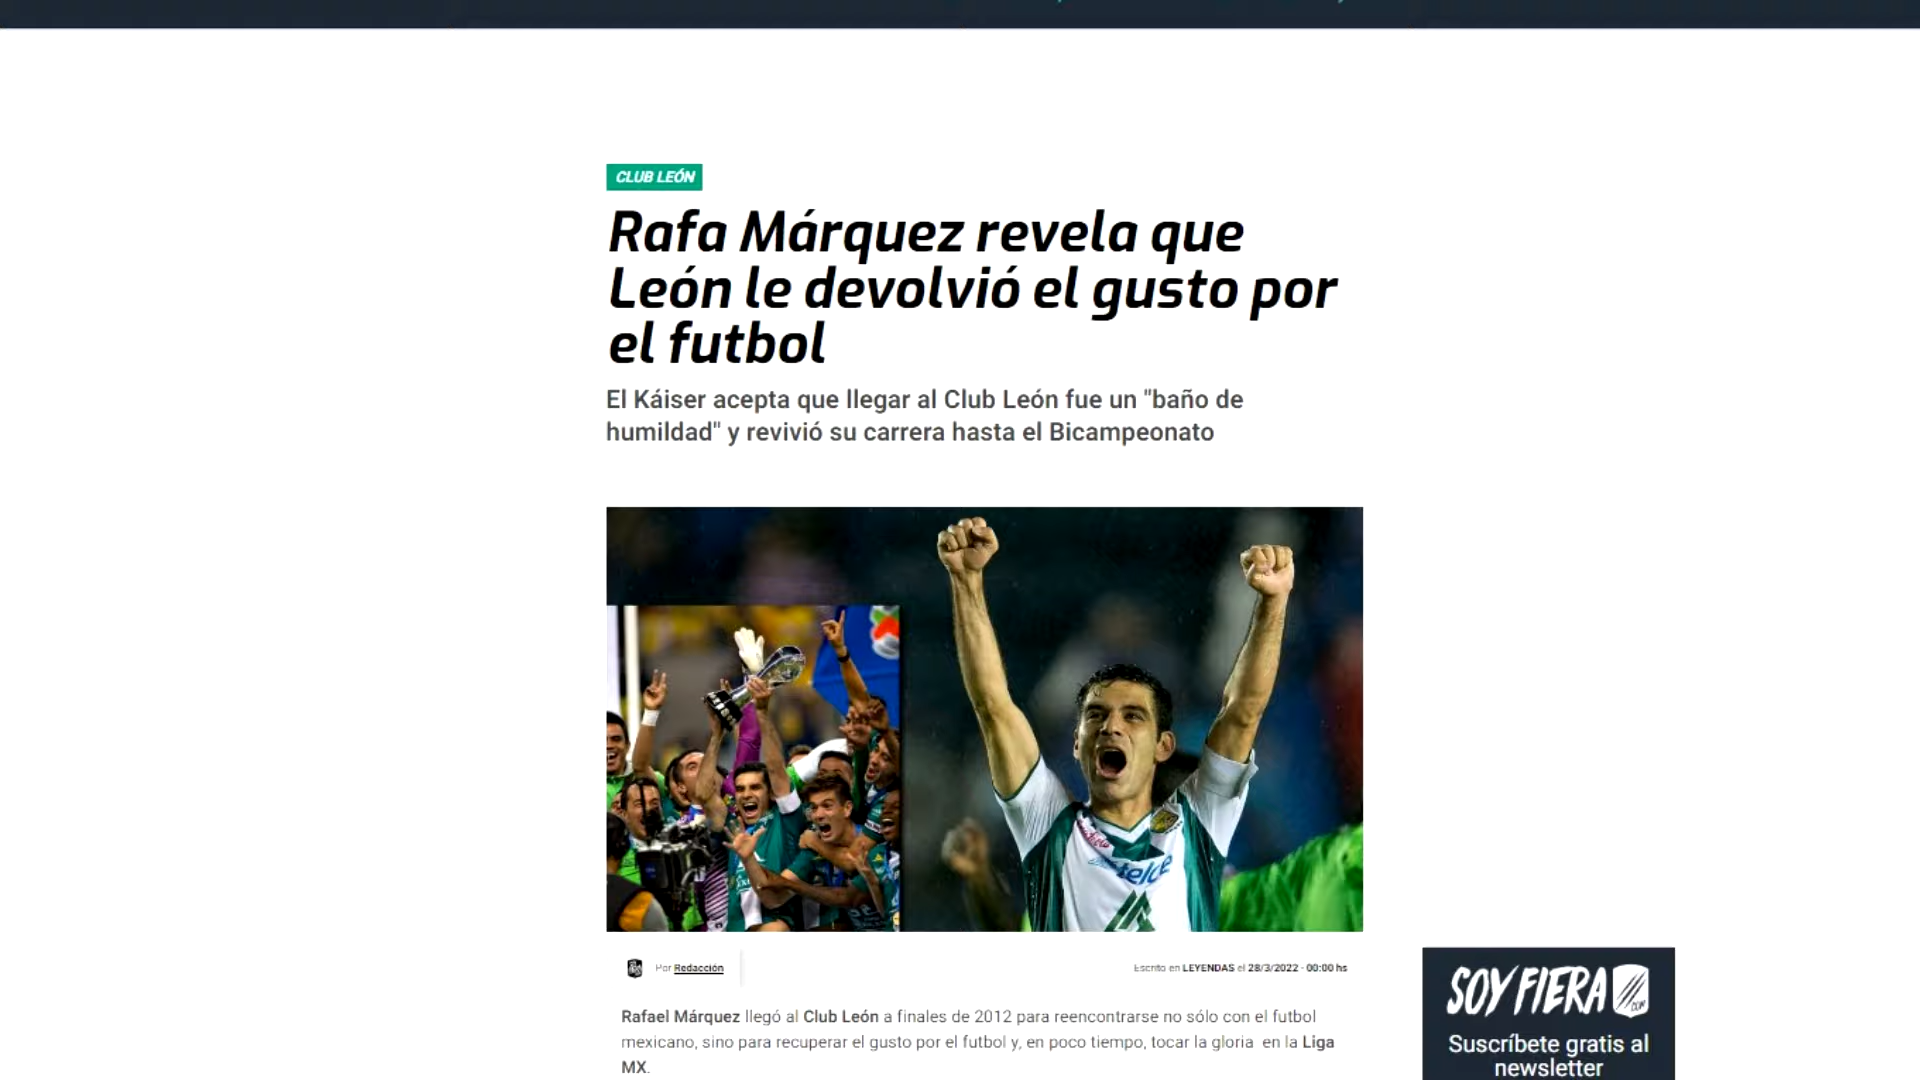 CLUB LEÓN
Rafa Márquez revela que
León le devolvió el gusto por
el futbol
El Káiser acepta que llegar al Club León fue un "baño de
humildad" y revivió su carrera hasta el Bicampeonato
telce
Por Redacción
Escrito en LEYENDAS el 28/3/2022 · 00:00 hs
Rafael Márquez llegó al Club León a finales de 2012 para reencontrarse no sólo con el futbol
mexicano, sino para recuperar el gusto por el futbol y, en poco tiempo, tocar la gloria en la Liga
MX.
SOY FIERA
.COM
Suscríbete gratis al
newsletter